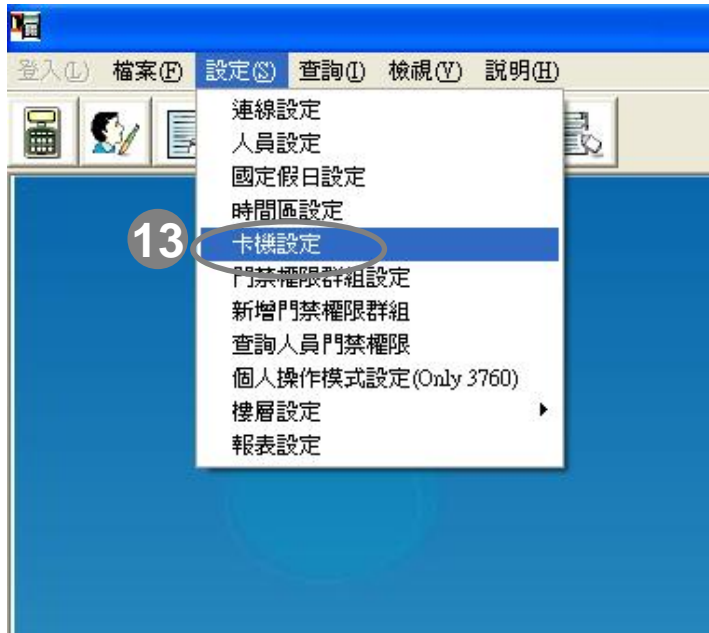 登入(L) 檔案(F) 設定(S) 查詢(I) 檢視(V) 說明(H)
連線設定
人員設定
國定假日設定
時間區設定
13 卡機設定
門禁權限群組設定
新增門禁權限群組
查詢人員門禁權限
個人操作模式設定(Only 3760)
樓層設定
報表設定